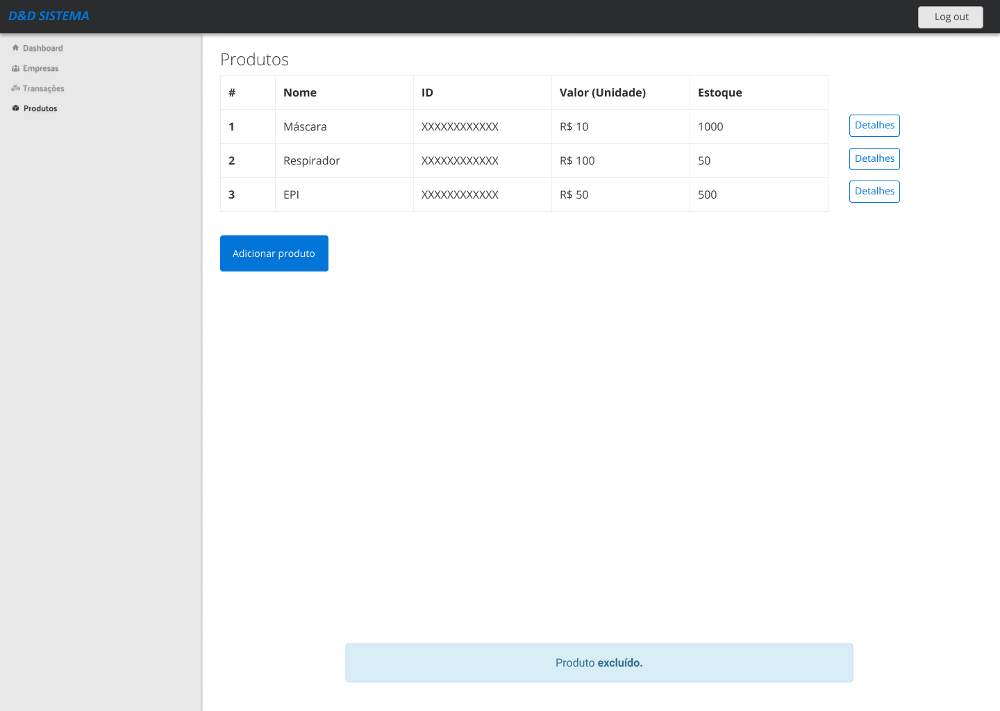 D&D SISTEMA
Log out
Dashboard
Empresas
Transações
Produtos
Produtos
# Nome ID Valor (Unidade) Estoque
1 Máscara XXXXXXXXXXXX R$ 10 1000 Detalhes
2 Respirador XXXXXXXXXXXX R$ 100 50 Detalhes
3 EPI XXXXXXXXXXXX R$ 50 500 Detalhes
Adicionar produto
Produto excluído.